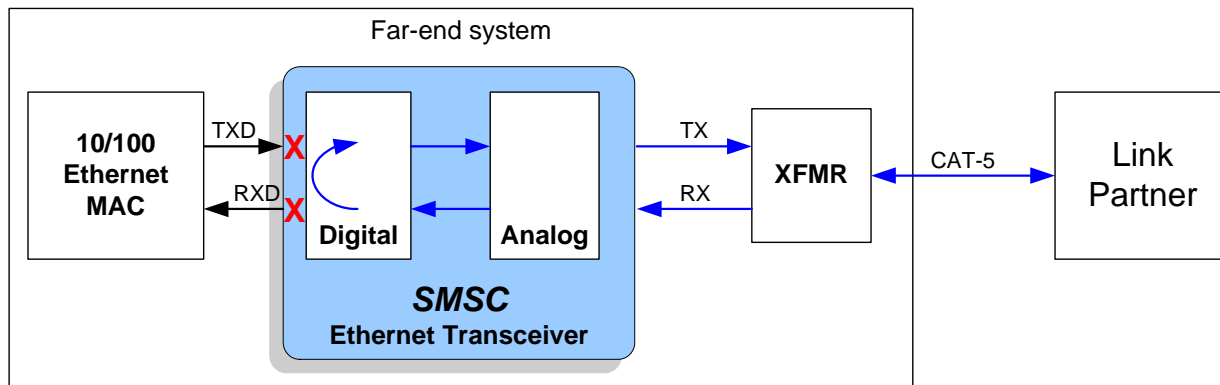 Far-end system
10/100
Ethernet
MAC
TXD
RXD
X
X
Digital
Analog
SMSC
Ethernet Transceiver
TX
RX
XFMR
CAT-5
Link
Partner